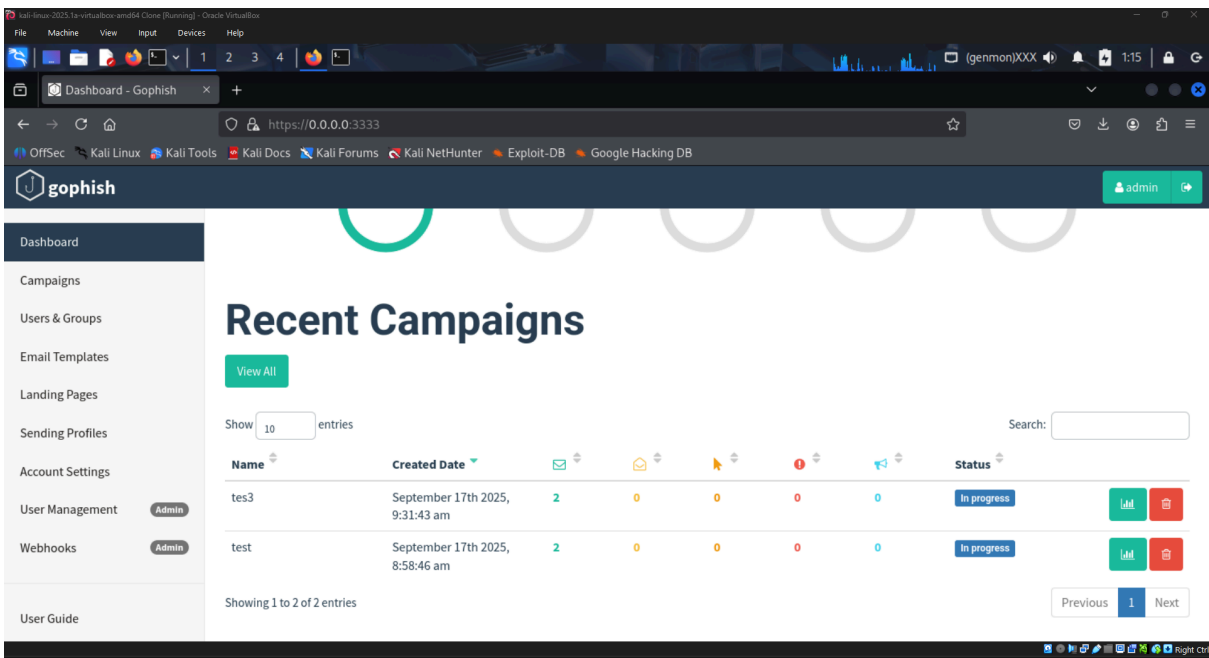 kali-linux-2025.1a-virtualbox-amd64 Clone [Running] - Oracle VirtualBox
File Machine View Input Devices Help
1 2 3 4 (genmon)XXX 1:15
Dashboard - Gophish
https://0.0.0.0:3333
OffSec Kali Linux Kali Tools Kali Docs Kali Forums Kali NetHunter Exploit-DB Google Hacking DB
gophish admin
Dashboard
Campaigns
Users & Groups
Email Templates
Landing Pages
Sending Profiles
Account Settings
User Management Admin
Webhooks Admin
User Guide
Recent Campaigns
View All
Show 10 entries Search:
Name Created Date Status
tes3 September 17th 2025, 9:31:43 am 2 0 0 0 0 In progress
test September 17th 2025, 8:58:46 am 2 0 0 0 0 In progress
Showing 1 to 2 of 2 entries Previous 1 Next
Right Ctrl